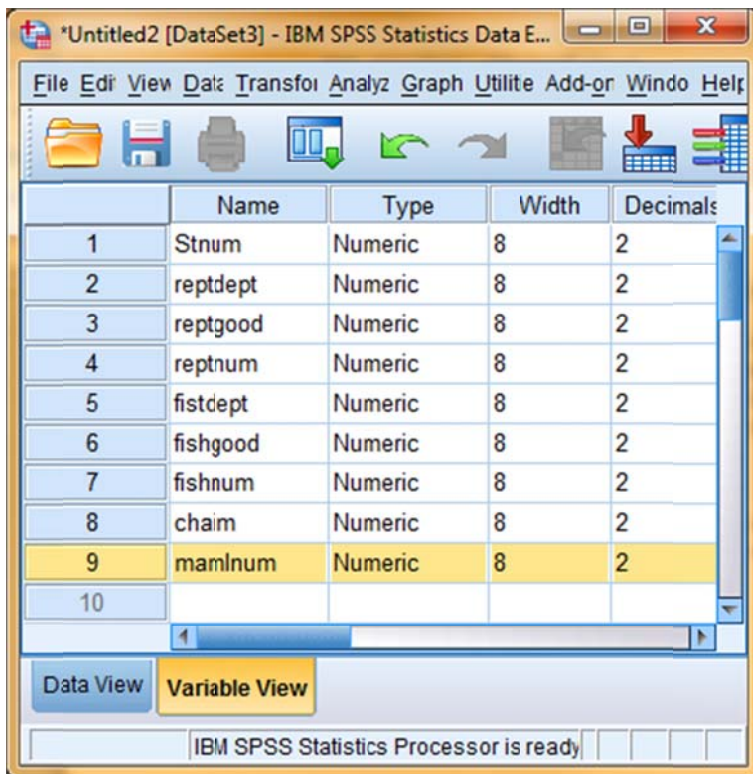 *Untitled2 [DataSet3] - IBM SPSS Statistics Data E...
File Edi View Data Transfor Analyz Graph Utilite Add-or Windo Help
Name Type Width Decimals
1 Stnum Numeric 8 2
2 reptdept Numeric 8 2
3 reptgood Numeric 8 2
4 reptnum Numeric 8 2
5 fistdept Numeric 8 2
6 fishgood Numeric 8 2
7 fishnum Numeric 8 2
8 chaim Numeric 8 2
9 mamlnum Numeric 8 2
10
Data View Variable View
IBM SPSS Statistics Processor is ready